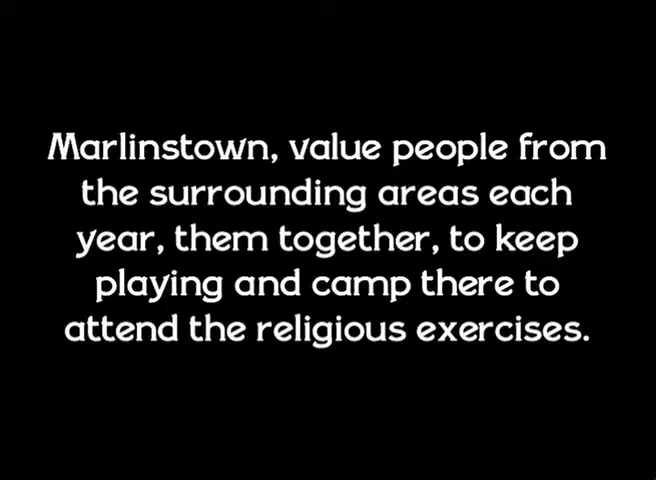 Marlinstown, value people from
the surrounding areas each
year, them together, to keep
playing and camp there to
attend the religious exercises.